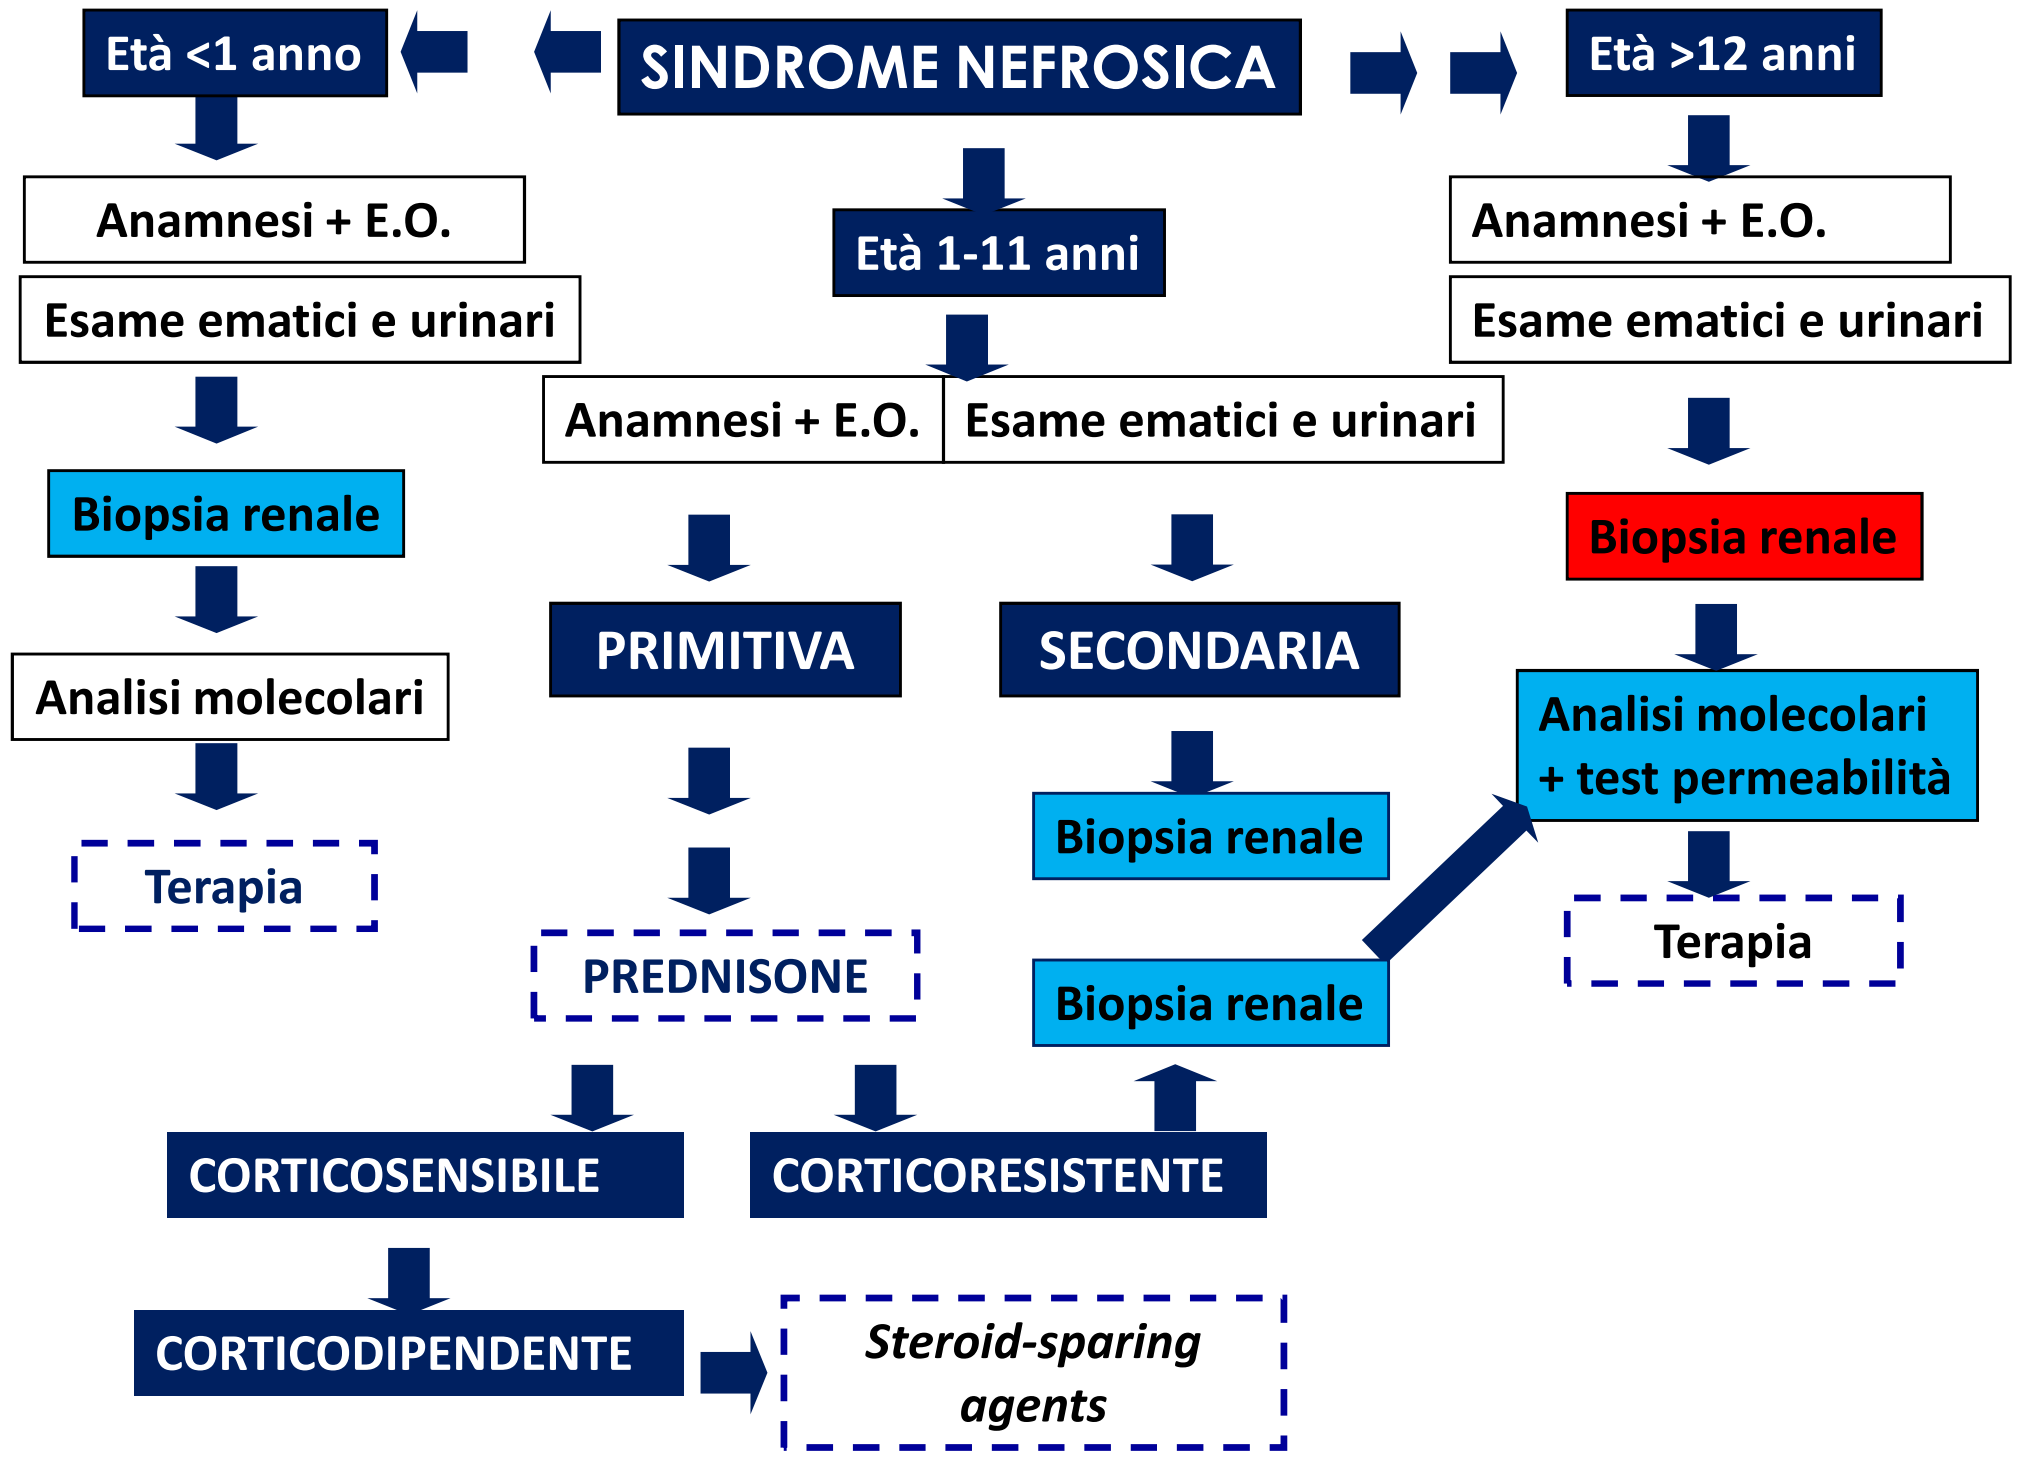 SINDROME NEFROSICA
Età <1 anno
Anamnesi + E.O.
Esame ematici e urinari
Biopsia renale
Analisi molecolari
Terapia
Età 1-11 anni
Anamnesi + E.O.
Esame ematici e urinari
PRIMITIVA
PREDNISONE
CORTICOSENSIBILE
CORTICODIPENDENTE
Steroid-sparing
agents
CORTICORESISTENTE
Biopsia renale
SECONDARIA
Biopsia renale
Età >12 anni
Anamnesi + E.O.
Esame ematici e urinari
Biopsia renale
Analisi molecolari
+ test permeabilità
Terapia